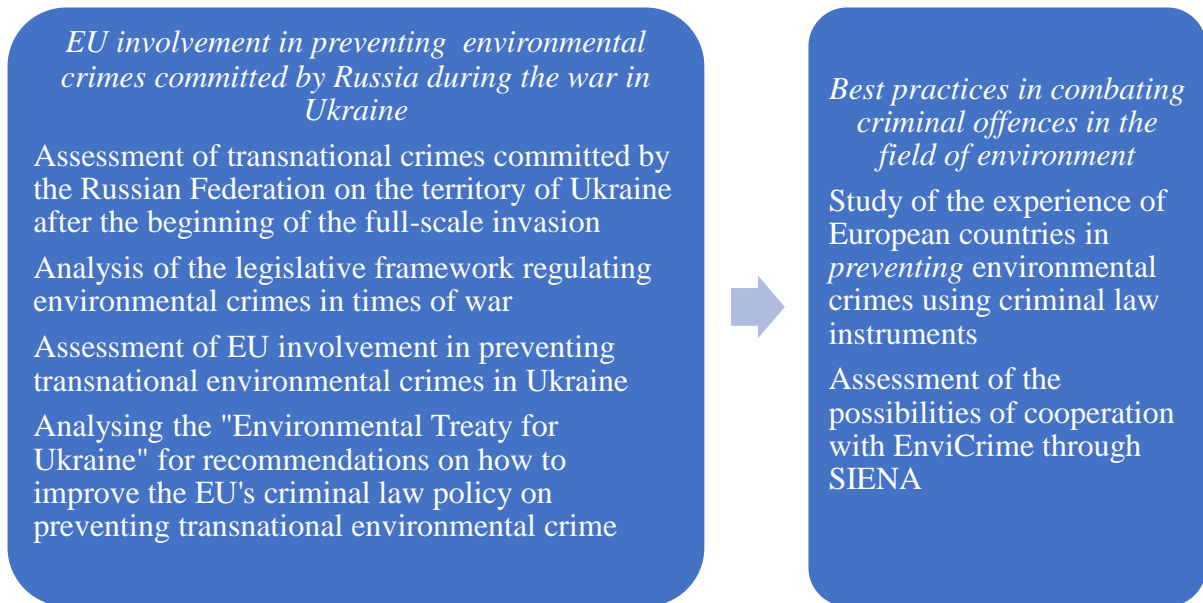 EU involvement in preventing environmental
crimes committed by Russia during the war in
Ukraine
Assessment of transnational crimes committed by
the Russian Federation on the territory of Ukraine
after the beginning of the full-scale invasion
Analysis of the legislative framework regulating
environmental crimes in times of war
Assessment of EU involvement in preventing
transnational environmental crimes in Ukraine
Analysing the "Environmental Treaty for
Ukraine" for recommendations on how to
improve the EU's criminal law policy on
preventing transnational environmental crime
Best practices in combating
criminal offences in the
field of environment
Study of the experience of
European countries in
preventing environmental
crimes using criminal law
instruments
Assessment of the
possibilities of cooperation
with EnviCrime through
SIENA